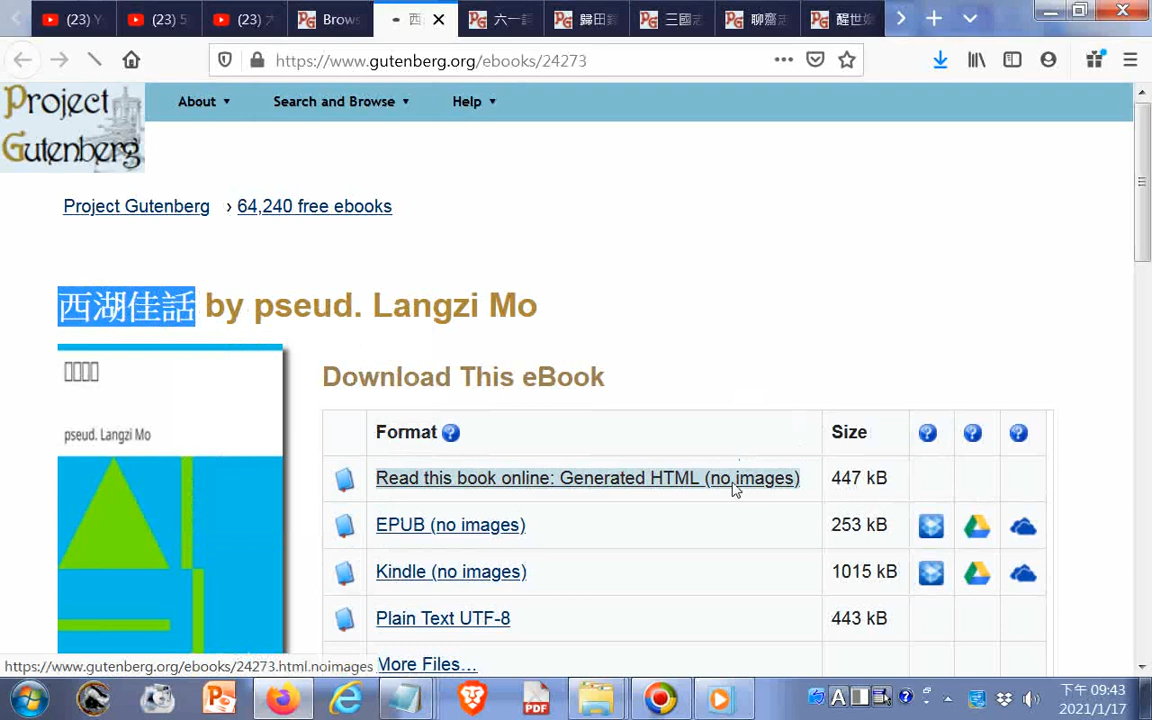 (23) Y
(23) 5
(23) /
Brows
西
六一
歸田
三國
聊齋
醒世
https://www.gutenberg.org/ebooks/24273
Project
Gutenberg
About
Search and Browse
Help
Project Gutenberg › 64,240 free ebooks
西湖佳話 by pseud. Langzi Mo
pseud. Langzi Mo
Download This eBook
Format
Size
Read this book online: Generated HTML (no images)
447 kB
EPUB (no images)
253 kB
Kindle (no images)
1015 kB
Plain Text UTF-8
443 kB
More Files…
https://www.gutenberg.org/ebooks/24273.html.noimages
PDF
A
下午 09:43
2021/1/17